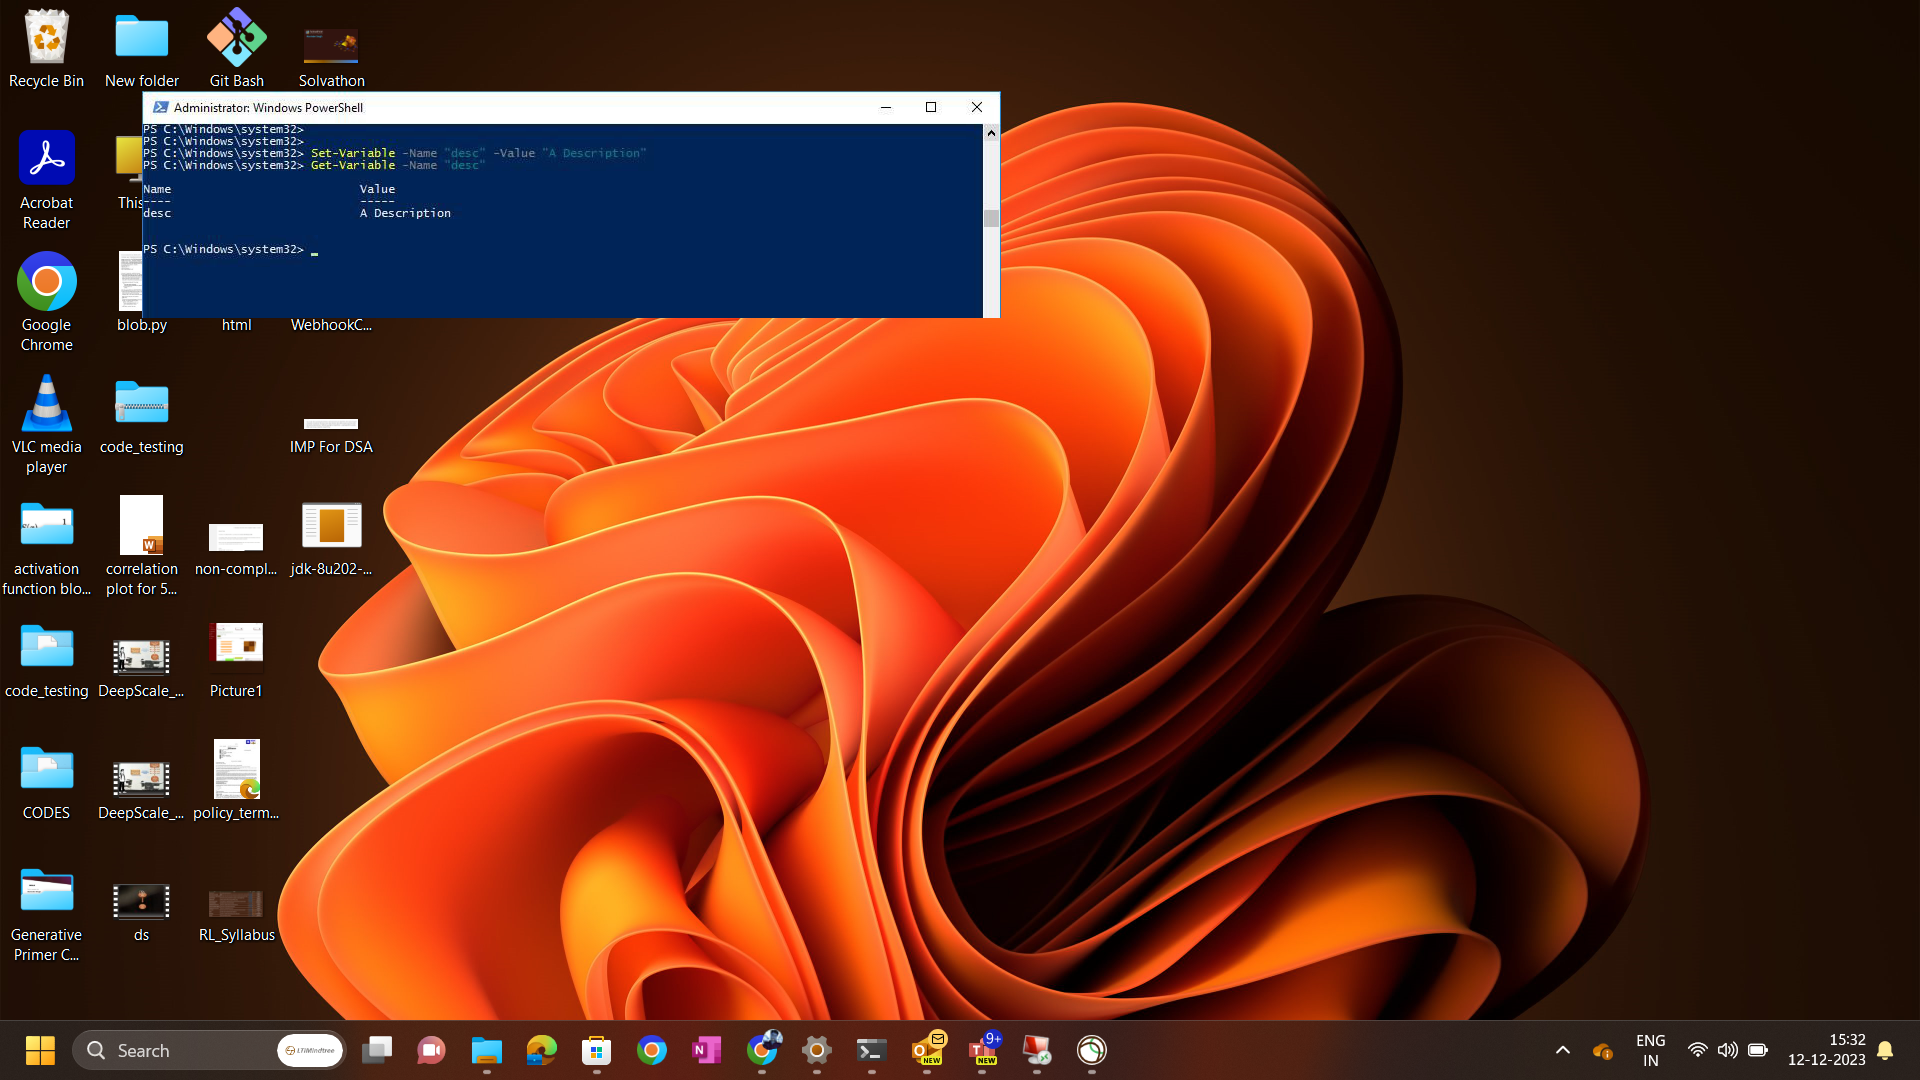 Recycle Bin
New folder
Git Bash
Solvathon
Administrator: Windows PowerShell
PS C:\Windows\system32>
PS C:\Windows\system32>
PS C:\Windows\system32> Set-Variable -Name "desc" -Value "A Description"
PS C:\Windows\system32> Get-Variable -Name "desc"
Name Value
---- -----
desc A Description
PS C:\Windows\system32>
Acrobat
Reader
This
Google
Chrome
blob.py
html
WebhookC...
VLC media
player
code_testing
IMP For DSA
activation
function blo...
correlation
plot for 5...
non-compl...
jdk-8u202-...
code_testing
DeepScale_...
Picture1
CODES
DeepScale_...
policy_term...
Generative
Primer C...
ds
RL_Syllabus
Search
LTIMindtree
NEW
9+
NEW
ENG
IN
15:32
12-12-2023